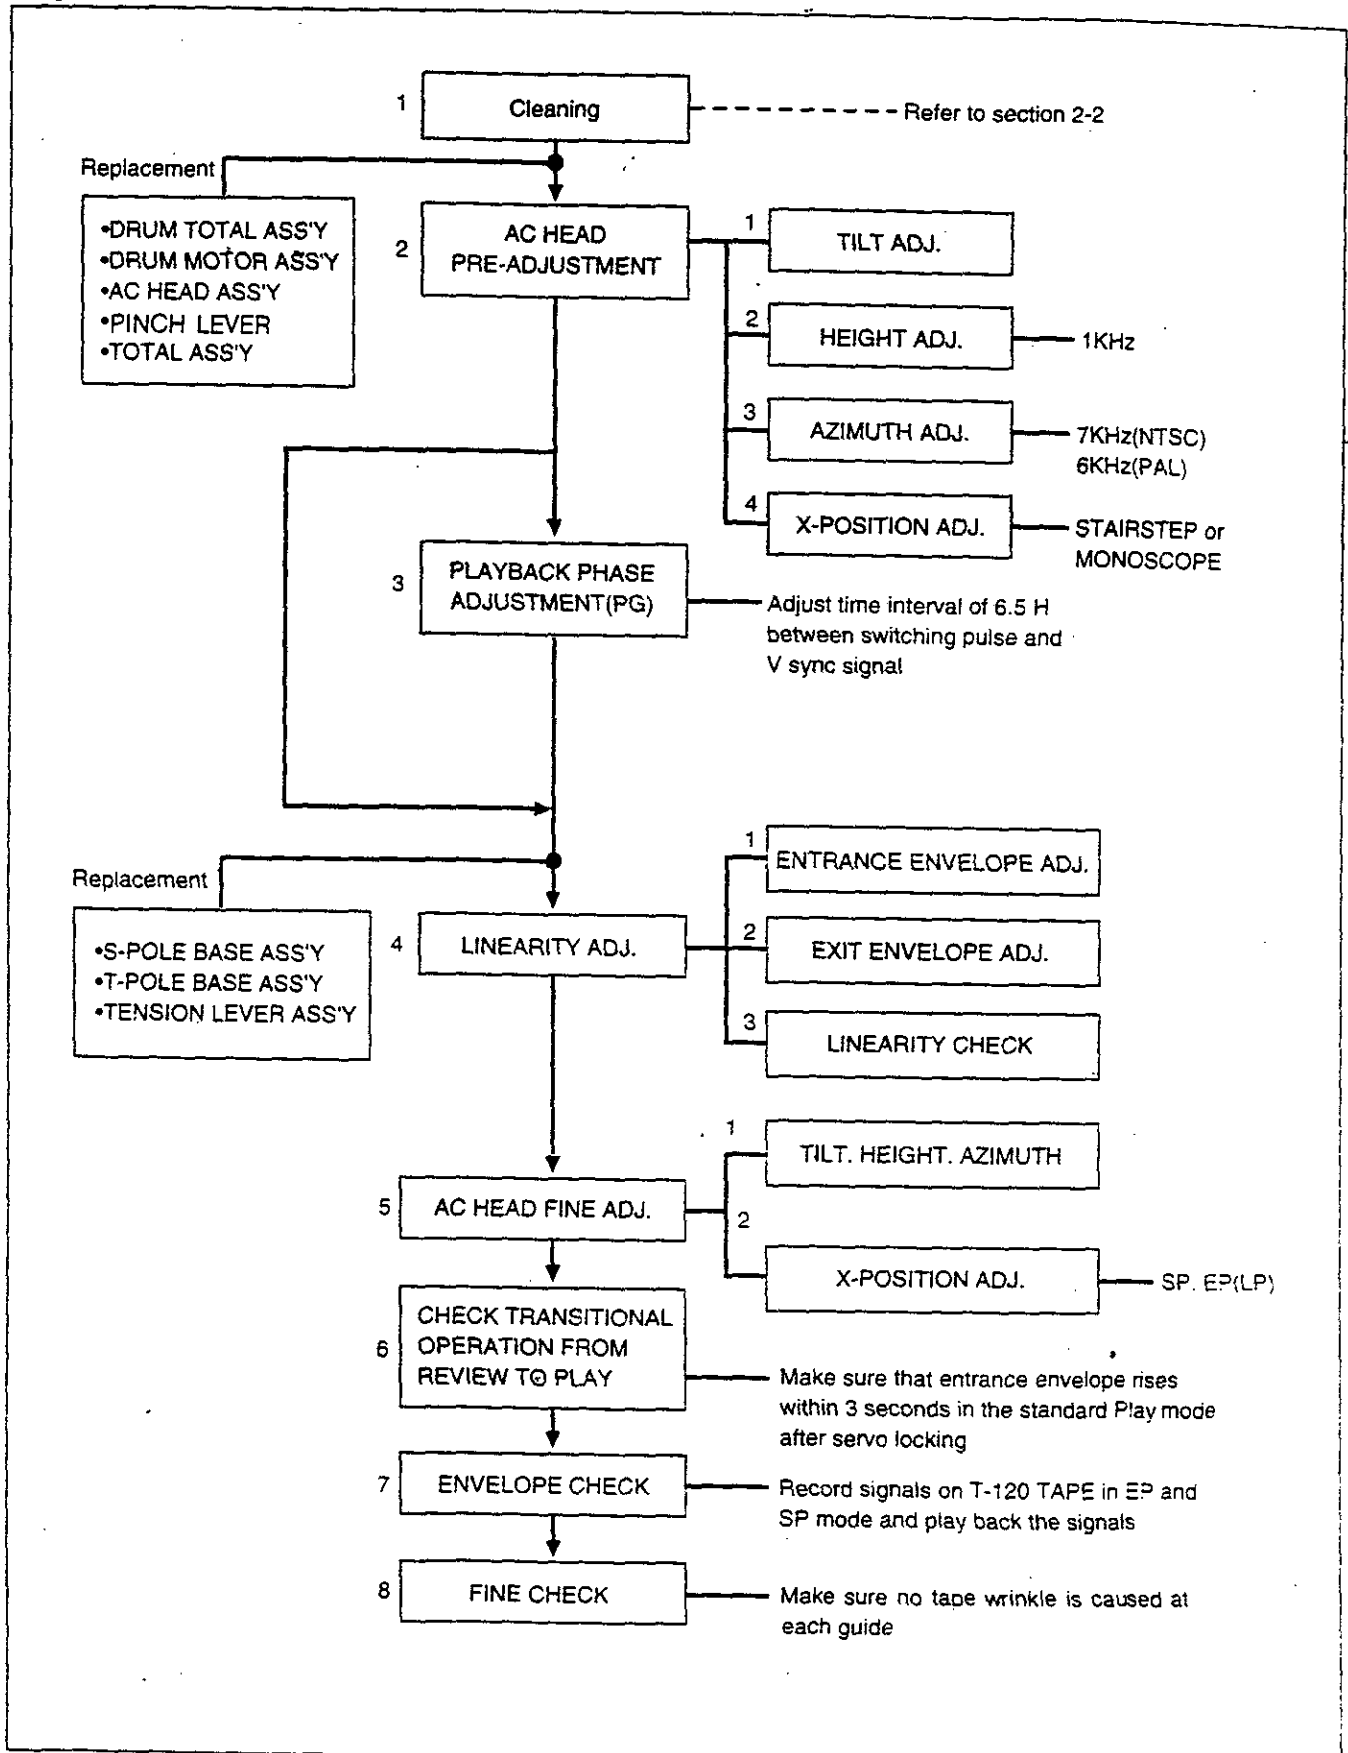 1
Cleaning
Refer to section 2-2
Replacement
•DRUM TOTAL ASS'Y
•DRUM MOTOR ASS'Y
•AC HEAD ASS'Y
•PINCH LEVER
•TOTAL ASS'Y
2
AC HEAD
PRE-ADJUSTMENT
1
TILT ADJ.
2
HEIGHT ADJ.
1KHz
3
AZIMUTH ADJ.
7KHz(NTSC)
6KHz(PAL)
4
X-POSITION ADJ.
STAIRSTEP or
MONOSCOPE
3
PLAYBACK PHASE
ADJUSTMENT(PG)
Adjust time interval of 6.5 H
between switching pulse and
V sync signal
Replacement
•S-POLE BASE ASS'Y
•T-POLE BASE ASS'Y
•TENSION LEVER ASS'Y
4
LINEARITY ADJ.
1
ENTRANCE ENVELOPE ADJ.
2
EXIT ENVELOPE ADJ.
3
LINEARITY CHECK
5
AC HEAD FINE ADJ.
1
TILT. HEIGHT. AZIMUTH
2
X-POSITION ADJ.
SP. EP(LP)
6
CHECK TRANSITIONAL
OPERATION FROM
REVIEW TO PLAY
Make sure that entrance envelope rises
within 3 seconds in the standard Play mode
after servo locking
7
ENVELOPE CHECK
Record signals on T-120 TAPE in EP and
SP mode and play back the signals
8
FINE CHECK
Make sure no tape wrinkle is caused at
each guide